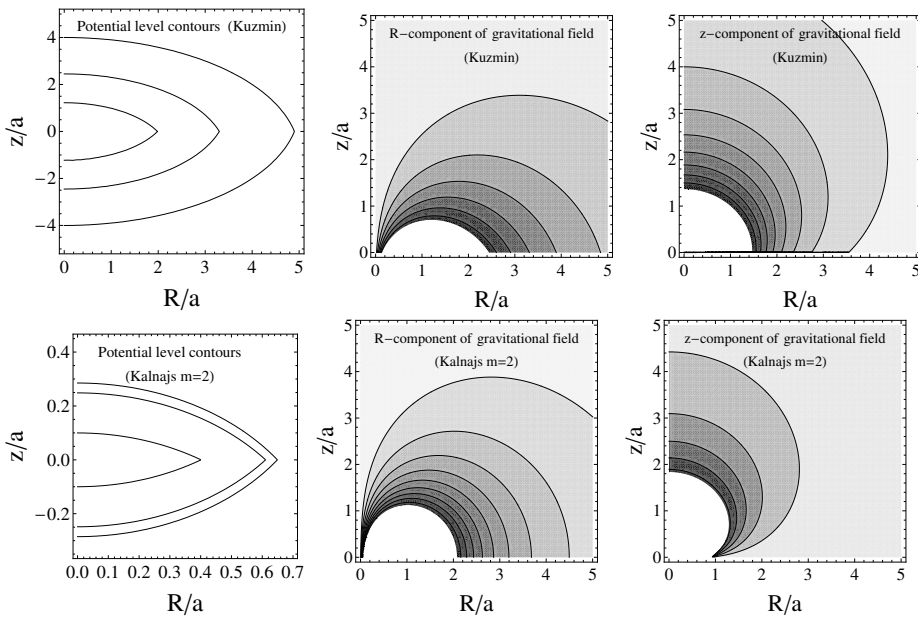 Potential level contours (Kuzmin)
z/a
4
2
0
−2
−4
0 1 2 3 4 5
R/a
R−component of gravitational field
(Kuzmin)
z/a
5
4
3
2
1
0
0 1 2 3 4 5
R/a
z−component of gravitational field
(Kuzmin)
z/a
5
4
3
2
1
0
0 1 2 3 4 5
R/a
Potential level contours
(Kalnajs m=2)
z/a
0.4
0.2
0.0
−0.2
0.0 0.1 0.2 0.3 0.4 0.5 0.6 0.7
R/a
R−component of gravitational field
(Kalnajs m=2)
z/a
5
4
3
2
1
0
0 1 2 3 4 5
R/a
z−component of gravitational field
(Kalnajs m=2)
z/a
5
4
3
2
1
0
0 1 2 3 4 5
R/a